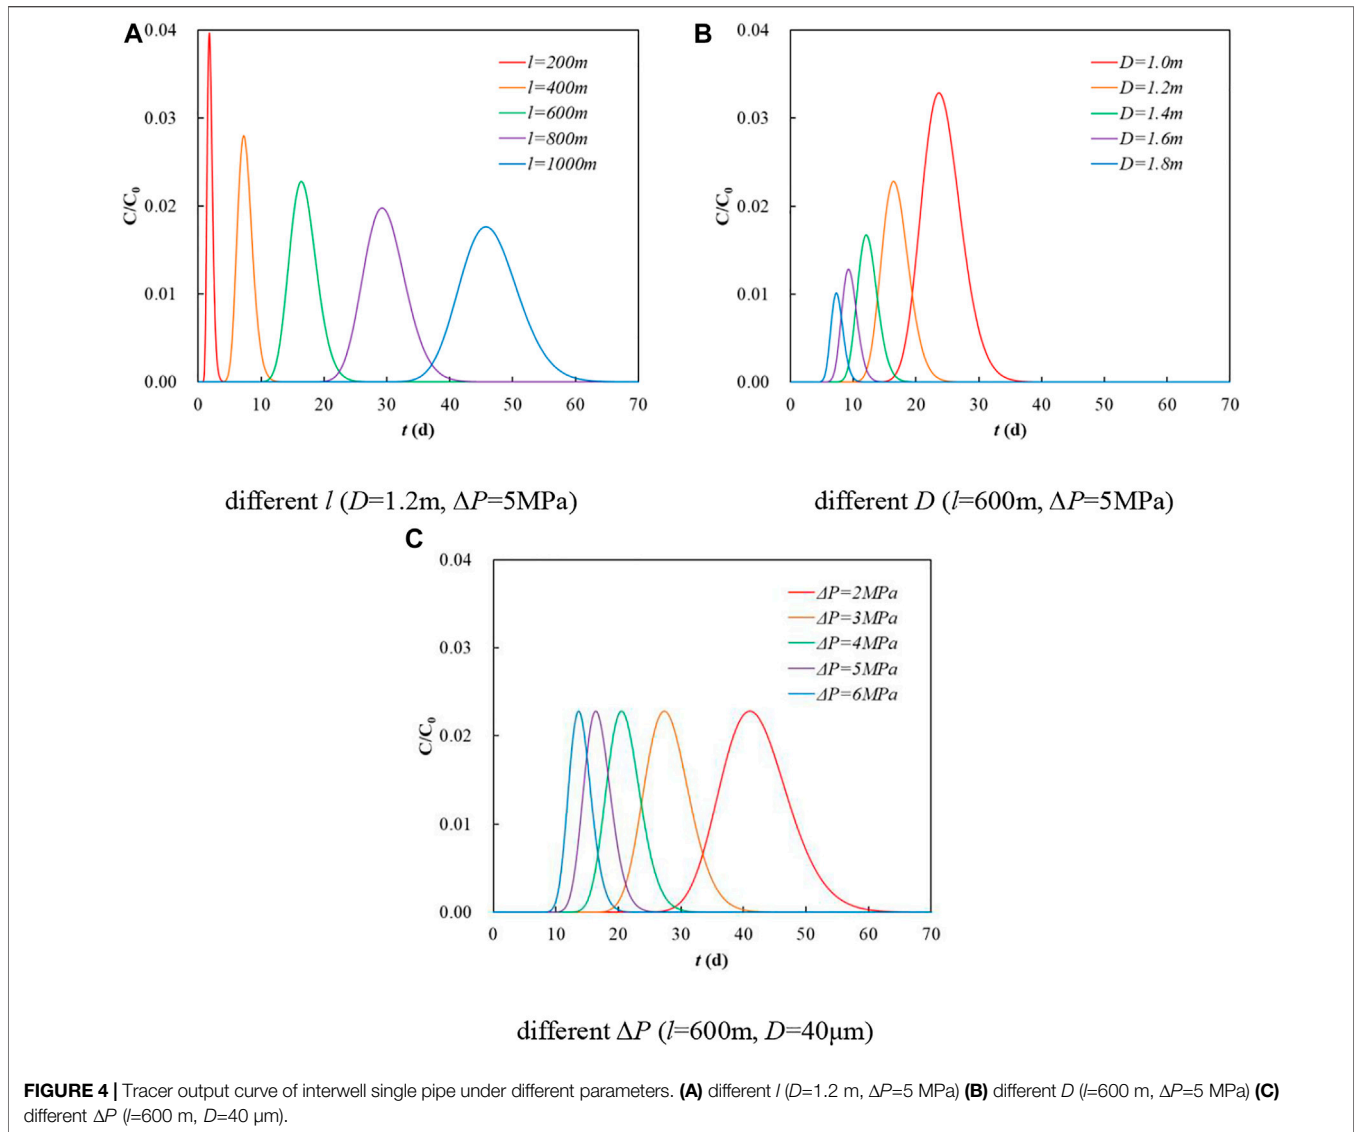 A
0.04
0.03
0.02
0.01
0.00
C/C₀
0 10 20 30 40 50 60 70
t (d)
l=200m
l=400m
l=600m
l=800m
l=1000m
different l (D=1.2m, ΔP=5MPa)
B
0.04
0.03
0.02
0.01
0.00
C/C₀
0 10 20 30 40 50 60 70
t (d)
D=1.0m
D=1.2m
D=1.4m
D=1.6m
D=1.8m
different D (l=600m, ΔP=5MPa)
C
0.04
0.03
0.02
0.01
0.00
C/C₀
0 10 20 30 40 50 60 70
t (d)
ΔP=2MPa
ΔP=3MPa
ΔP=4MPa
ΔP=5MPa
ΔP=6MPa
different ΔP (l=600m, D=40μm)
FIGURE 4 | Tracer output curve of interwell single pipe under different parameters. (A) different l (D=1.2 m, ΔP=5 MPa) (B) different D (l=600 m, ΔP=5 MPa) (C)
different ΔP (l=600 m, D=40 μm).